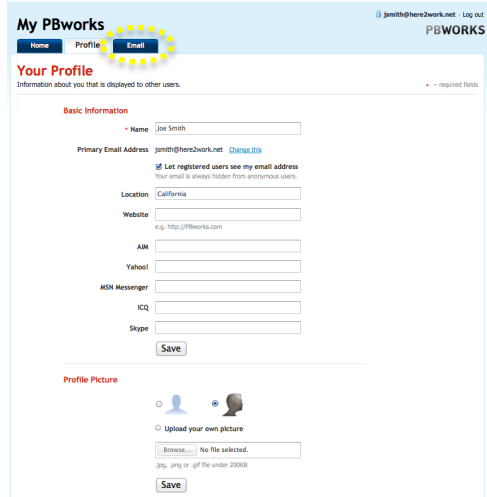 My PBworks
jsmith@here2work.net - Log out
PBWORKS
Home Profile Email
Your Profile
Information about you that is displayed to other users.
• - required fields
Basic Information
• Name Joe Smith
Primary Email Address jsmith@here2work.net Change this
Let registered users see my email address
Your email is always hidden from anonymous users.
Location California
Website
e.g. http://PBworks.com
AIM
Yahoo!
MSN Messenger
ICQ
Skype
Save
Profile Picture
Upload your own picture
Browse... No file selected.
.jpg, .png or .gif file under 200KB
Save